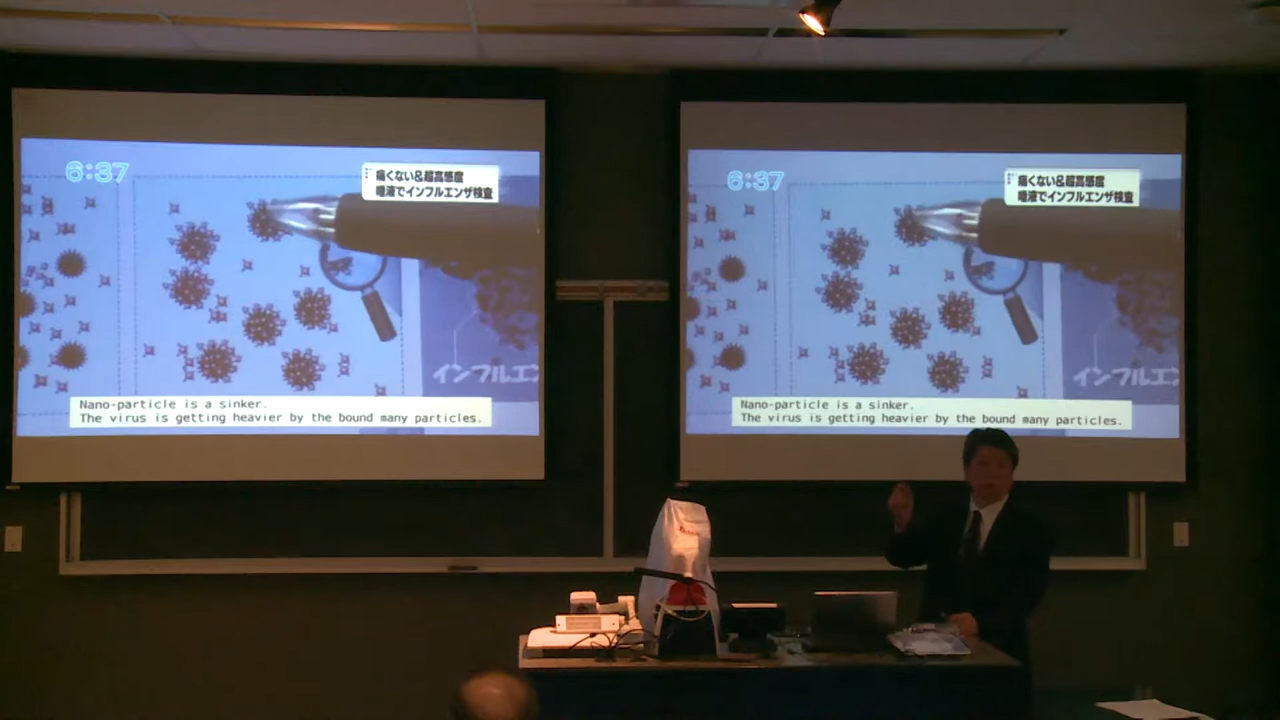 6:37
痛くない&超高感度
唾液でインフルエンザ検査
インフルエン
Nano-particle is a sinker.
The virus is getting heavier by the bound many particles.
6:37
痛くない&超高感度
唾液でインフルエンザ検査
インフルエン
Nano-particle is a sinker.
The virus is getting heavier by the bound many particles.